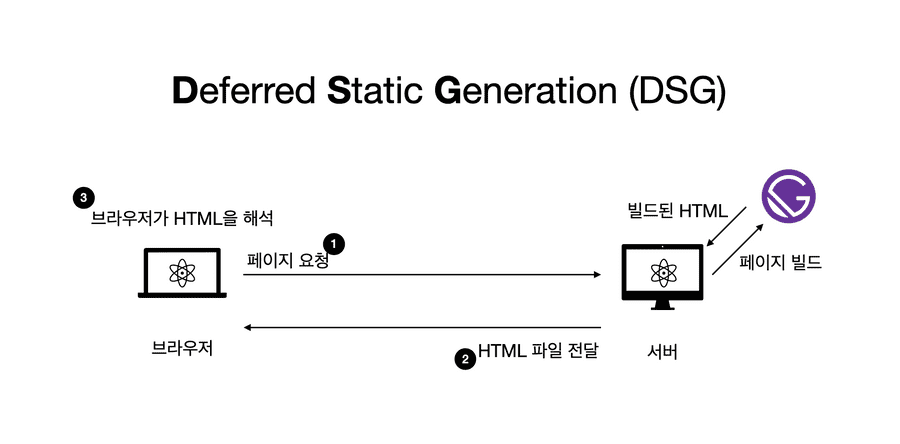 Deferred Static Generation (DSG)
3
브라우저가 HTML을 해석
1
페이지 요청
빌드된 HTML
페이지 빌드
2
HTML 파일 전달
브라우저
서버